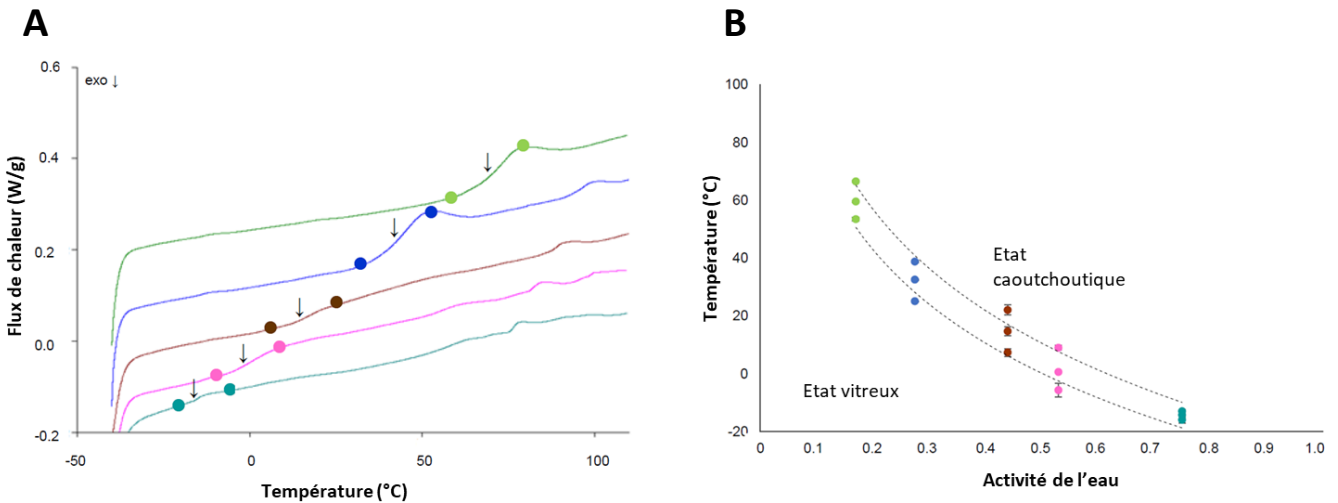 A
B
exo ↓
Flux de chaleur (W/g)
0.6
0.4
0.2
0.0
-0.2
-50
0
50
100
Température (°C)
Température (°C)
100
80
60
40
20
0
-20
Etat
caoutchoutique
Etat vitreux
0
0.1
0.2
0.3
0.4
0.5
0.6
0.7
0.8
0.9
1.0
Activité de l’eau